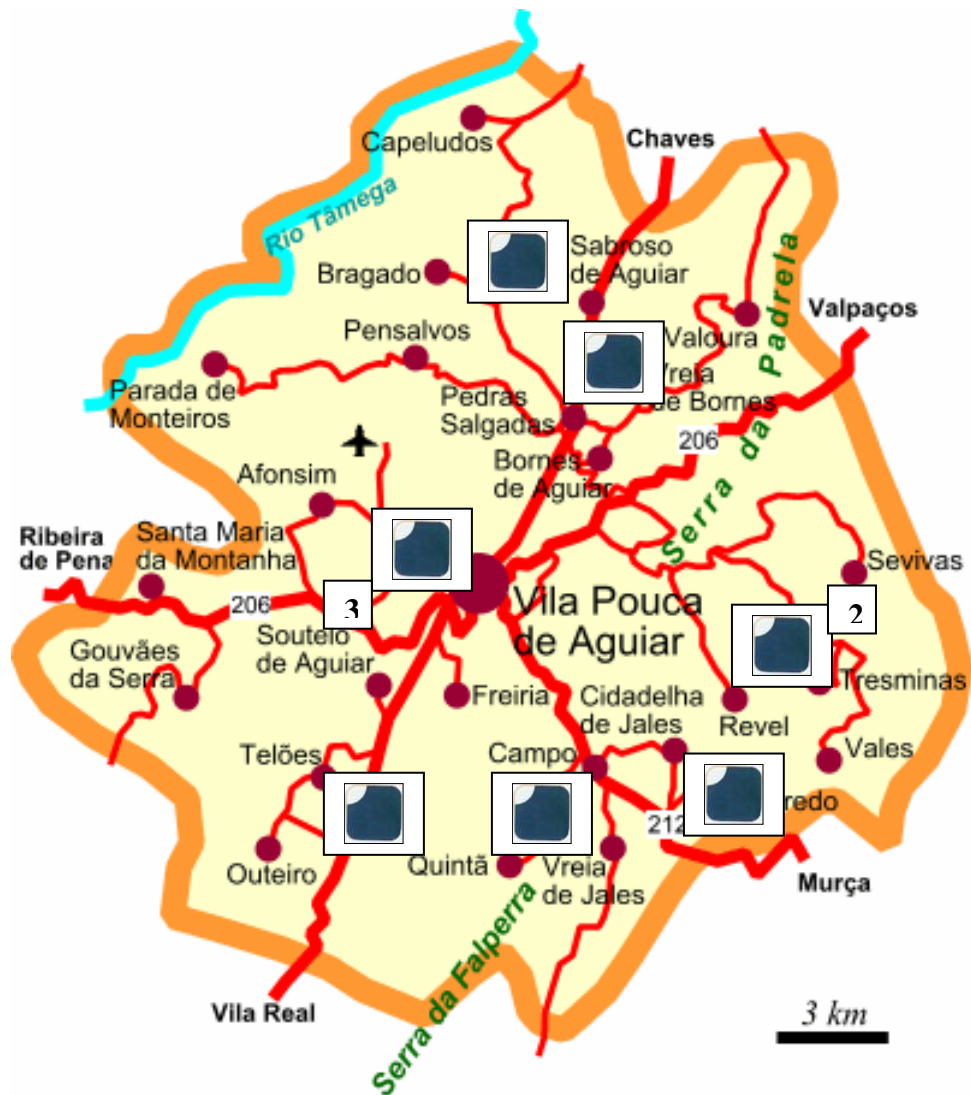 Capeludos
Chaves
Rio Tâmega
Sabroso
de Aguiar
Bragado
Valpaços
Pensalvos
Valoura
Serra da Padrela
Parada de
Monteiros
Pedras
Salgadas
Vreia
de Bornes
206
Bornes
de Aguiar
Afonsim
Ribeira
de Pena
Santa Maria
da Montanha
Sevivas
206
3
2
Vila Pouca
de Aguiar
Soutelo
de Aguiar
Gouvães
da Serra
Freiria
Cidadelha
de Jales
Tresminas
Revel
Telões
Campo
Vales
redo
212
Outeiro
Quintã
Vreia
de Jales
Murça
Serra da Falperra
Vila Real
3 km